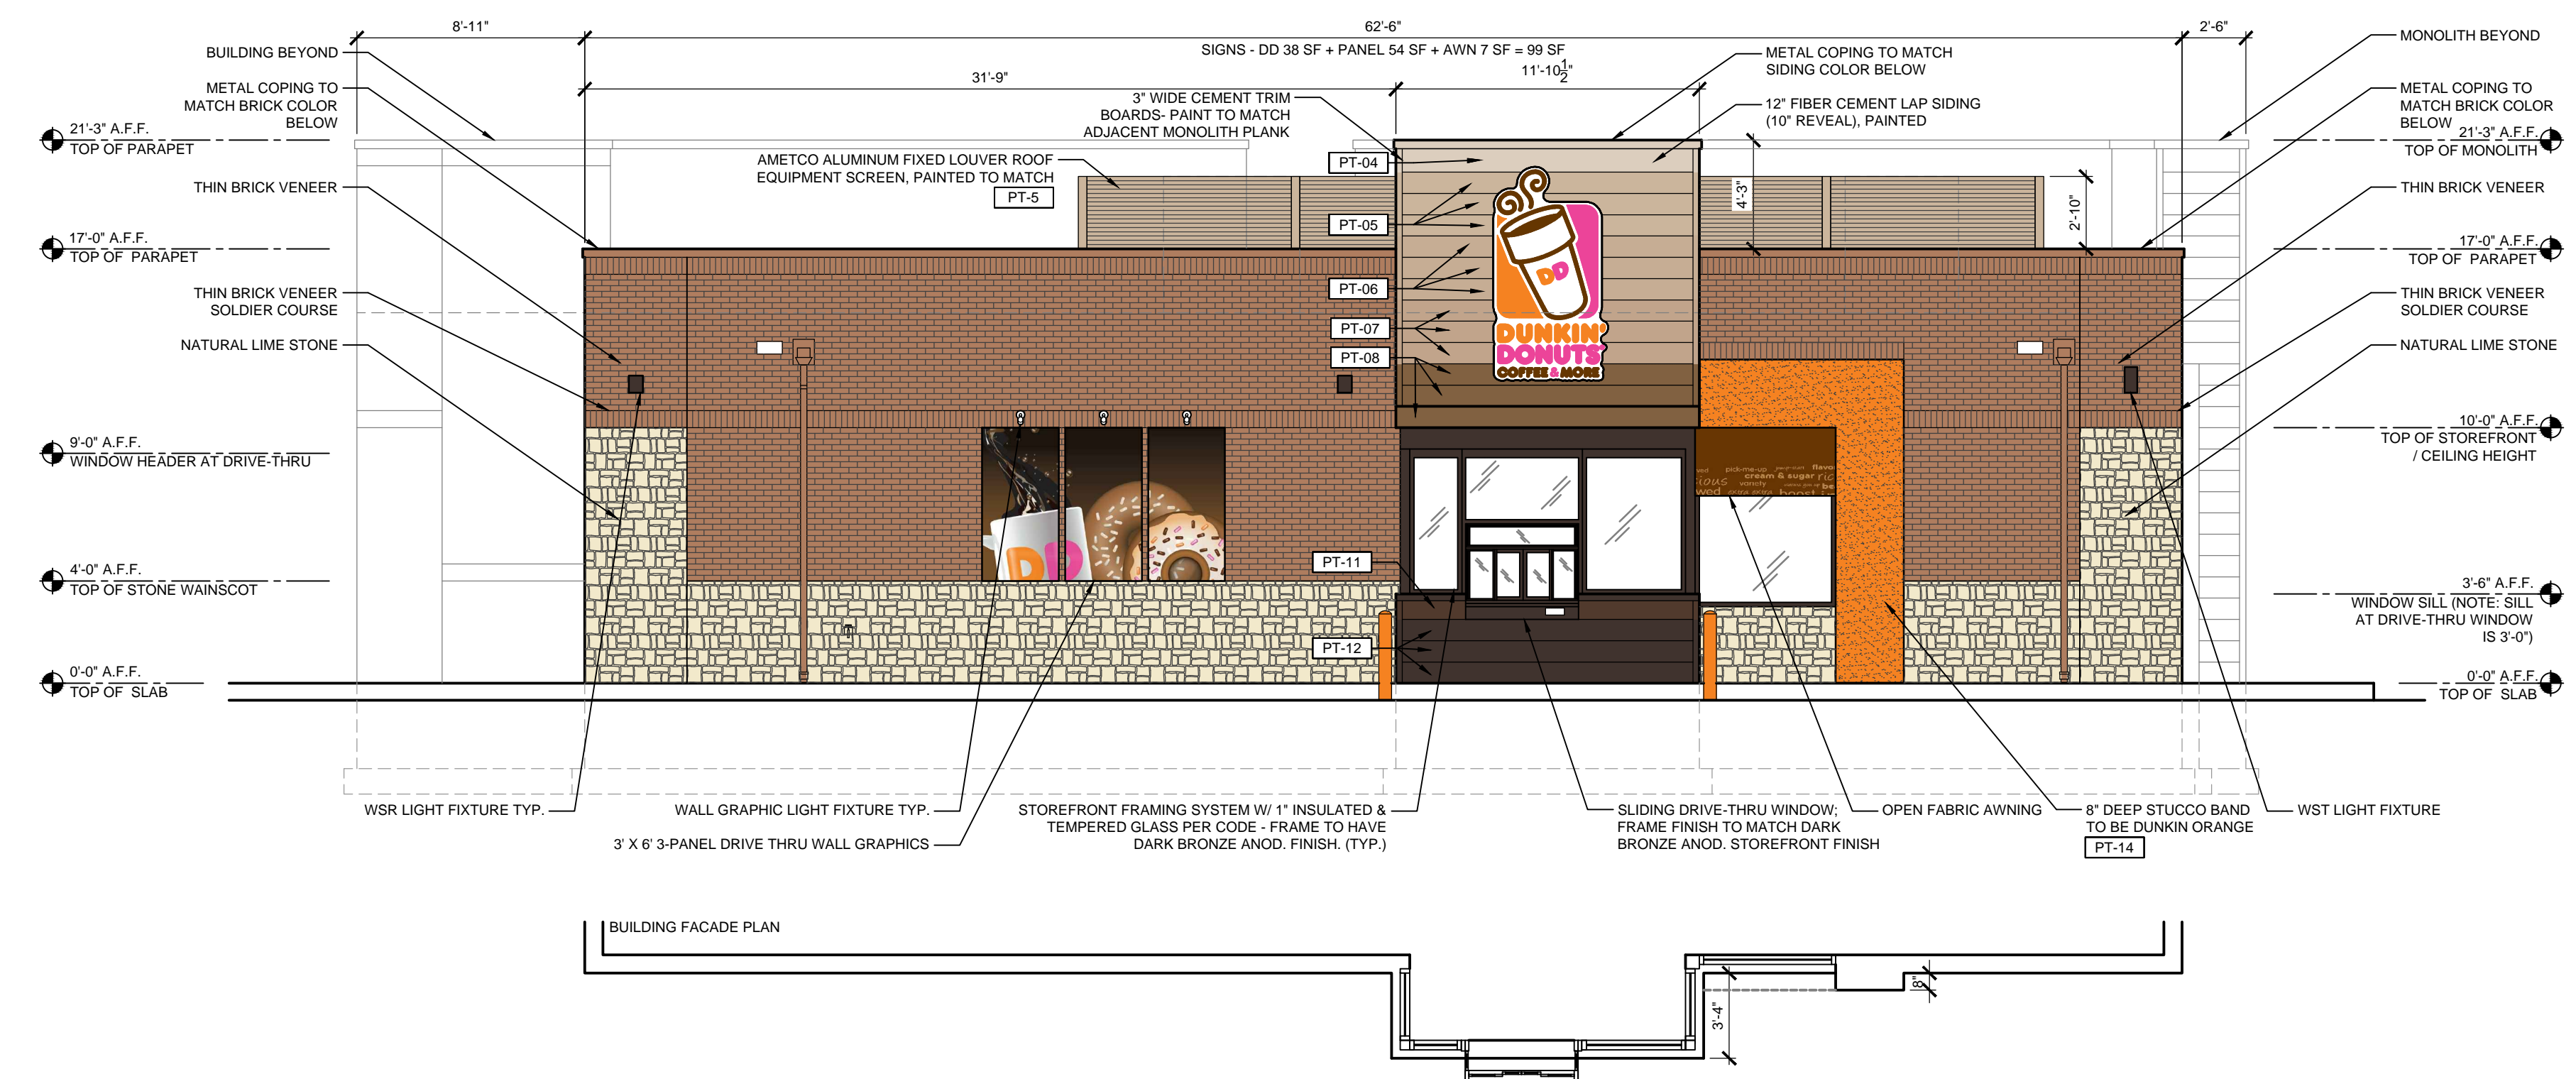 8'-11"
62'-6"
2'-6"
SIGNS - DD 38 SF + PANEL 54 SF + AWN 7 SF = 99 SF
31'-9"
11'-10 1/2"
BUILDING BEYOND
METAL COPING TO
MATCH BRICK COLOR
BELOW
21'-3" A.F.F.
TOP OF PARAPET
THIN BRICK VENEER
17'-0" A.F.F.
TOP OF PARAPET
THIN BRICK VENEER
SOLDIER COURSE
NATURAL LIME STONE
9'-0" A.F.F.
WINDOW HEADER AT DRIVE-THRU
4'-0" A.F.F.
TOP OF STONE WAINSCOT
0'-0" A.F.F.
TOP OF SLAB
3" WIDE CEMENT TRIM
BOARDS- PAINT TO MATCH
ADJACENT MONOLITH PLANK
AMETCO ALUMINUM FIXED LOUVER ROOF
EQUIPMENT SCREEN, PAINTED TO MATCH
PT-5
METAL COPING TO MATCH
SIDING COLOR BELOW
12" FIBER CEMENT LAP SIDING
(10" REVEAL), PAINTED
PT-04
PT-05
PT-06
PT-07
PT-08
PT-11
PT-12
4'-3"
2'-10"
DD
DUNKIN'
DONUTS
COFFEE & MORE
DD
pick-me-up
flavo
cream & sugar
variety
MONOLITH BEYOND
METAL COPING TO
MATCH BRICK COLOR
BELOW
21'-3" A.F.F.
TOP OF MONOLITH
THIN BRICK VENEER
17'-0" A.F.F.
TOP OF PARAPET
THIN BRICK VENEER
SOLDIER COURSE
NATURAL LIME STONE
10'-0" A.F.F.
TOP OF STOREFRONT
/ CEILING HEIGHT
3'-6" A.F.F.
WINDOW SILL (NOTE: SILL
AT DRIVE-THRU WINDOW
IS 3'-0")
0'-0" A.F.F.
TOP OF SLAB
WSR LIGHT FIXTURE TYP.
WALL GRAPHIC LIGHT FIXTURE TYP.
3' X 6' 3-PANEL DRIVE THRU WALL GRAPHICS
STOREFRONT FRAMING SYSTEM W/ 1" INSULATED &
TEMPERED GLASS PER CODE - FRAME TO HAVE
DARK BRONZE ANOD. FINISH. (TYP.)
SLIDING DRIVE-THRU WINDOW;
FRAME FINISH TO MATCH DARK
BRONZE ANOD. STOREFRONT FINISH
OPEN FABRIC AWNING
8" DEEP STUCCO BAND
TO BE DUNKIN ORANGE
PT-14
WST LIGHT FIXTURE
BUILDING FACADE PLAN
3'-4"
8"